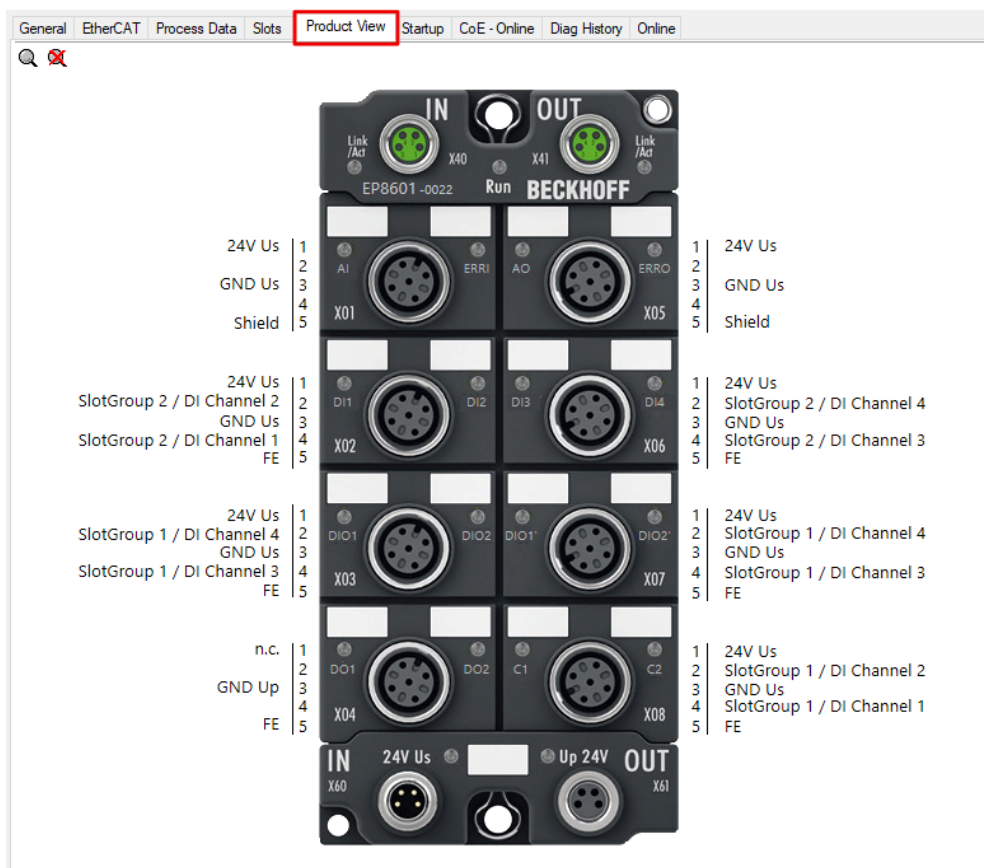 General EtherCAT Process Data Slots Product View Startup CoE - Online Diag History Online
IN OUT
Link /Act X40 X41 Link /Act
EP8601 -0022 Run BECKHOFF
24V Us 1
2
GND Us 3
4
Shield 5
AI ERRI
X01
AO ERRO
X05
1 24V Us
2
3 GND Us
4
5 Shield
24V Us 1
SlotGroup 2 / DI Channel 2 2
GND Us 3
SlotGroup 2 / DI Channel 1 4
FE 5
DI1 DI2
X02
DI3 DI4
X06
1 24V Us
2 SlotGroup 2 / DI Channel 4
3 GND Us
4 SlotGroup 2 / DI Channel 3
5 FE
24V Us 1
SlotGroup 1 / DI Channel 4 2
GND Us 3
SlotGroup 1 / DI Channel 3 4
FE 5
DIO1 DIO2
X03
DIO1' DIO2'
X07
1 24V Us
2 SlotGroup 1 / DI Channel 4
3 GND Us
4 SlotGroup 1 / DI Channel 3
5 FE
n.c. 1
2
GND Up 3
4
FE 5
DO1 DO2
X04
C1 C2
X08
1 24V Us
2 SlotGroup 1 / DI Channel 2
3 GND Us
4 SlotGroup 1 / DI Channel 1
5 FE
IN 24V Us Up 24V OUT
X60 X61